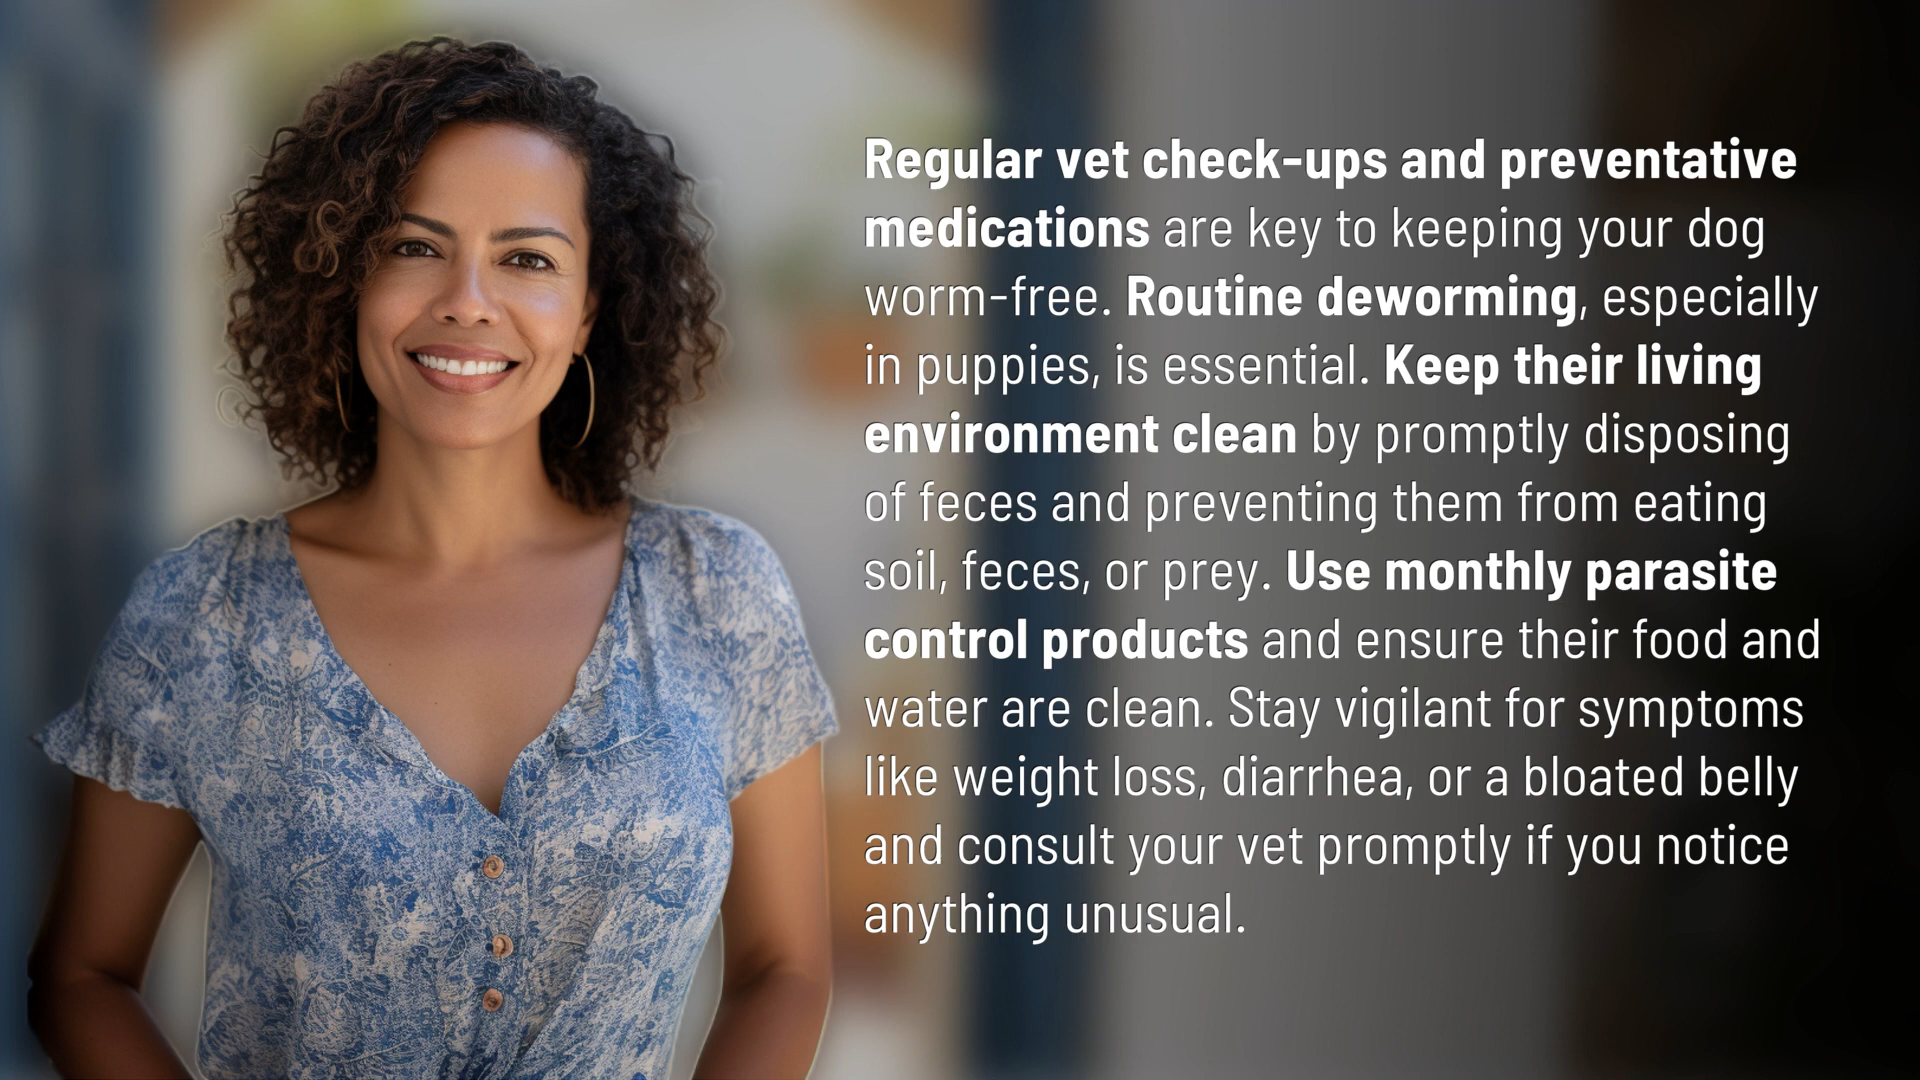 Regular vet check-ups and preventative
medications are key to keeping your dog
worm-free. Routine deworming, especially
in puppies, is essential. Keep their living
environment clean by promptly disposing
of feces and preventing them from eating
soil, feces, or prey. Use monthly parasite
control products and ensure their food and
water are clean. Stay vigilant for symptoms
like weight loss, diarrhea, or a bloated belly
and consult your vet promptly if you notice
anything unusual.